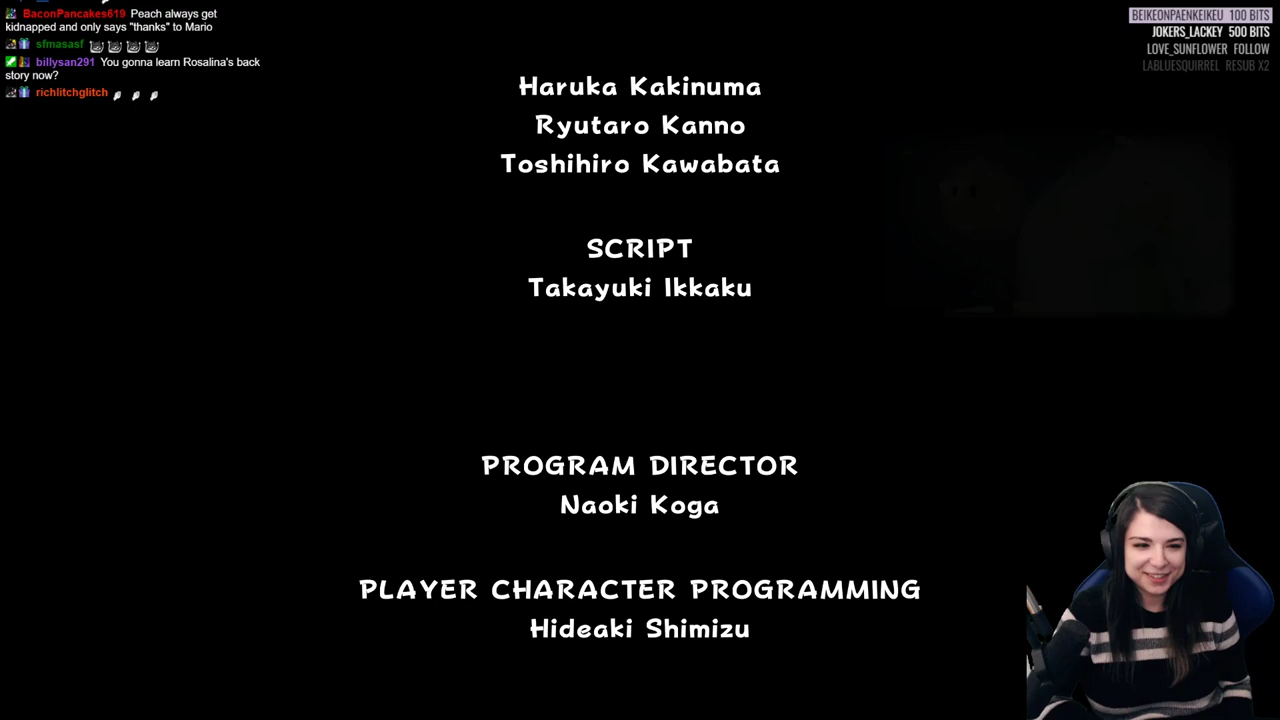 BaconPancakes619 Peach always get
kidnapped and only says "thanks" to Mario
sfmasasf
billysan291 You gonna learn Rosalina's back
story now?
richlitchglitch
BEIKEONPAENKEIKEU 100 BITS
JOKERS_LACKEY 500 BITS
LOVE_SUNFLOWER FOLLOW
LABLUESQUIRREL RESUB X2
Haruka Kakinuma
Ryutaro Kanno
Toshihiro Kawabata
SCRIPT
Takayuki Ikkaku
PROGRAM DIRECTOR
Naoki Koga
PLAYER CHARACTER PROGRAMMING
Hideaki Shimizu